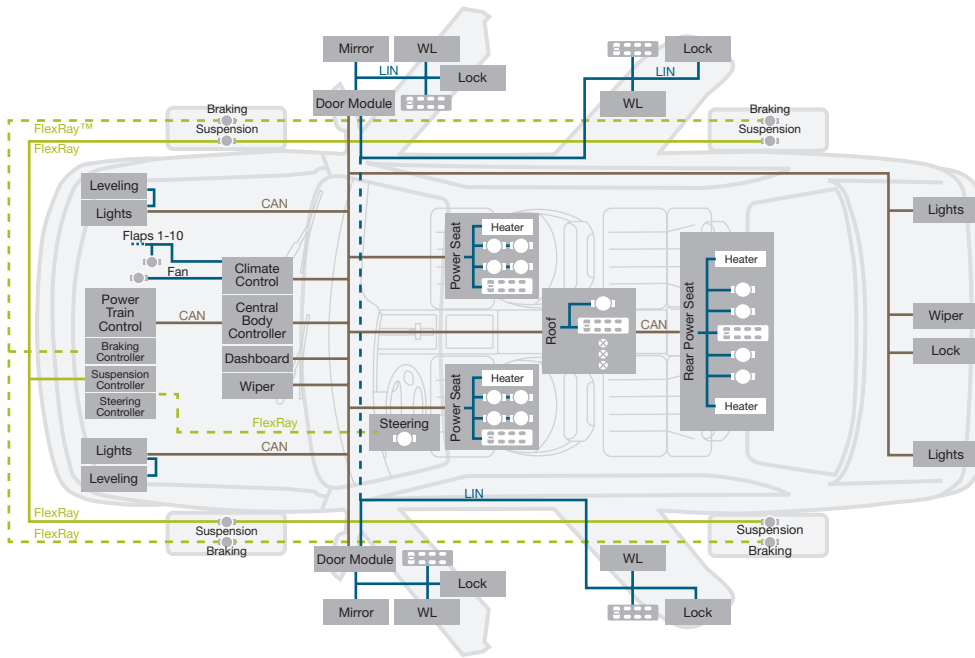 Mirror
WL
Lock
LIN
Lock
LIN
Door Module
WL
Braking
FlexRay™
Suspension
FlexRay
Braking
Suspension
Leveling
Lights
CAN
Lights
Flaps 1-10
Fan
Climate
Control
Power Seat
Heater
Rear Power Seat
Heater
Heater
Power
Train
Control
CAN
Central
Body
Controller
Roof
CAN
Wiper
Braking
Controller
Dashboard
Lock
Suspension
Controller
Wiper
Power Seat
Heater
Steering
Controller
FlexRay
Steering
Lights
CAN
Lights
Leveling
LIN
FlexRay
Suspension
FlexRay
Braking
Suspension
Braking
Door Module
WL
Lock
Mirror
WL
Lock